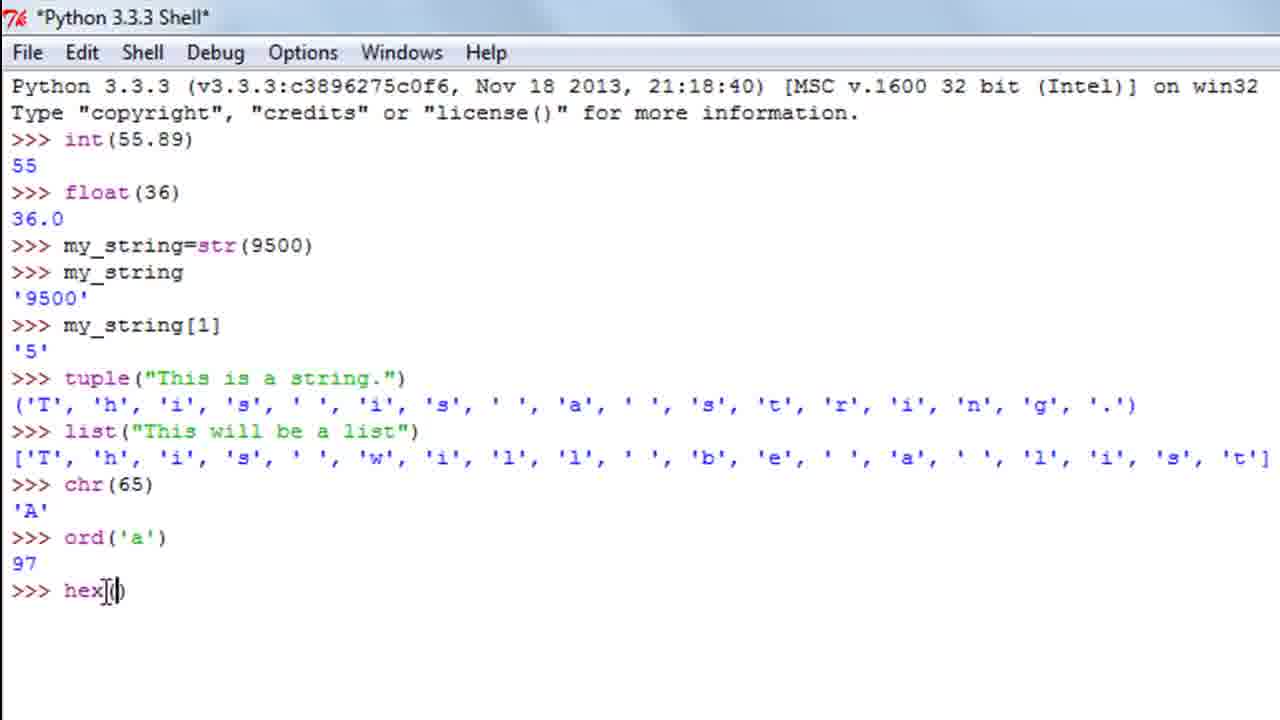 *Python 3.3.3 Shell*
File Edit Shell Debug Options Windows Help
Python 3.3.3 (v3.3.3:c3896275c0f6, Nov 18 2013, 21:18:40) [MSC v.1600 32 bit (Intel)] on win32
Type "copyright", "credits" or "license()" for more information.
>>> int(55.89)
55
>>> float(36)
36.0
>>> my_string=str(9500)
>>> my_string
'9500'
>>> my_string[1]
'5'
>>> tuple("This is a string.")
('T', 'h', 'i', 's', ' ', 'i', 's', ' ', 'a', ' ', 's', 't', 'r', 'i', 'n', 'g', '.')
>>> list("This will be a list")
['T', 'h', 'i', 's', ' ', 'w', 'i', 'l', 'l', ' ', 'b', 'e', ' ', 'a', ' ', 'l', 'i', 's', 't']
>>> chr(65)
'A'
>>> ord('a')
97
>>> hex()